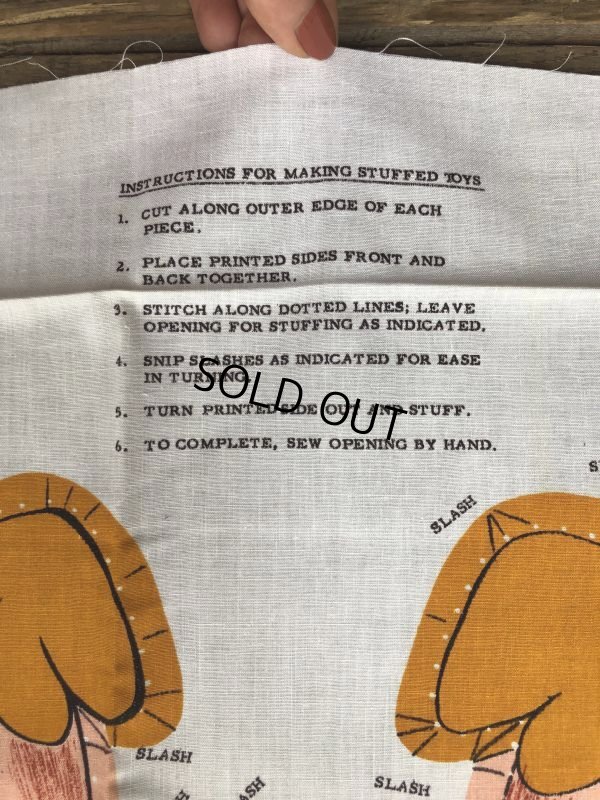 INSTRUCTIONS FOR MAKING STUFFED TOYS
1. CUT ALONG OUTER EDGE OF EACH
PIECE.
2. PLACE PRINTED SIDES FRONT AND
BACK TOGETHER.
3. STITCH ALONG DOTTED LINES; LEAVE
OPENING FOR STUFFING AS INDICATED.
4. SNIP SLASHES AS INDICATED FOR EASE
IN TURNING.
5. TURN PRINTED SIDE OUT AND STUFF.
6. TO COMPLETE, SEW OPENING BY HAND.
SOLD OUT
SLASH
SLASH
SLASH